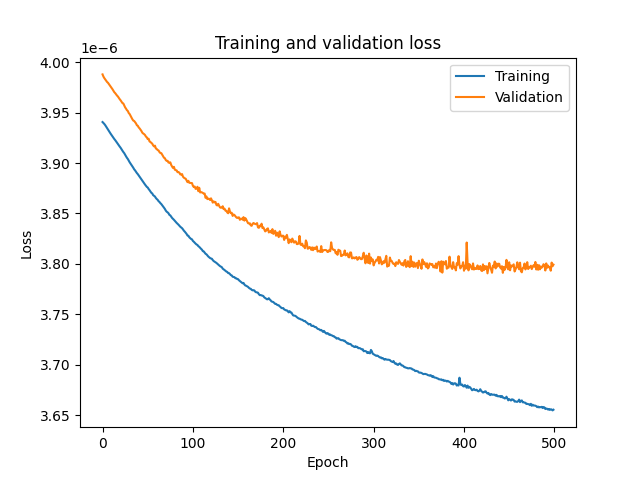 Training and validation loss
1e−6
4.00
3.95
3.90
3.85
3.80
3.75
3.70
3.65
Loss
Training
Validation
0
100
200
300
400
500
Epoch